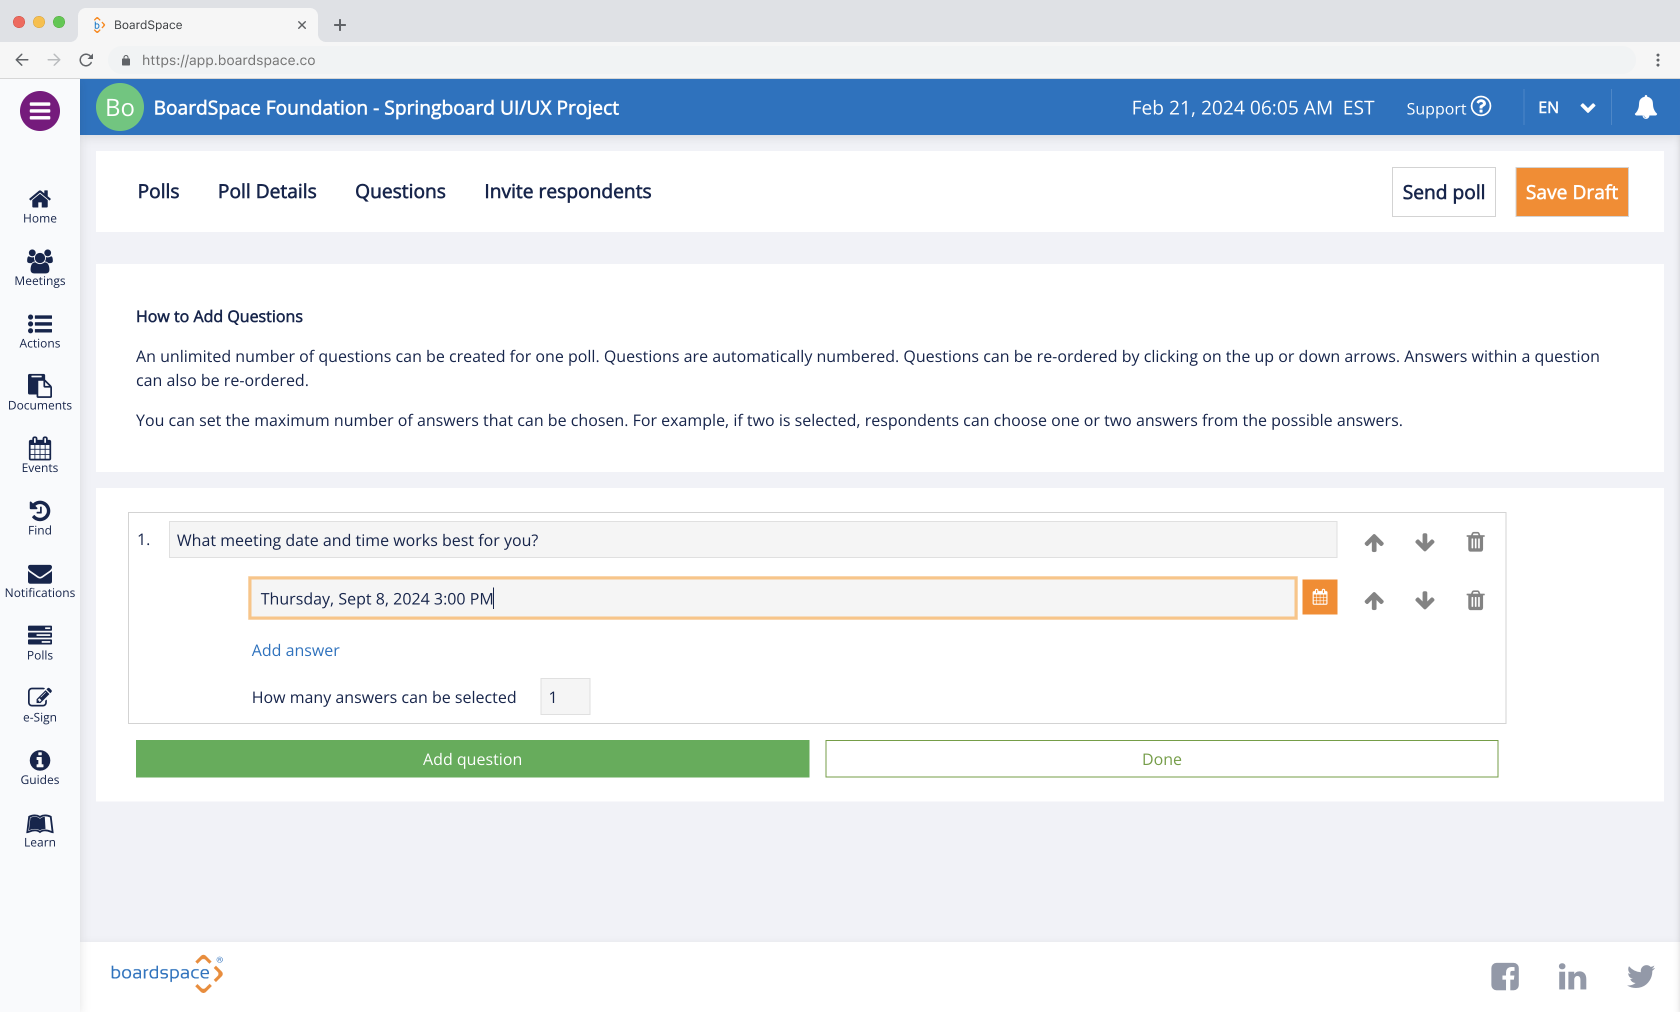 BoardSpace
https://app.boardspace.co
Bo
BoardSpace Foundation - Springboard UI/UX Project
Feb 21, 2024 06:05 AM EST
Support
EN
Home
Meetings
Actions
Documents
Events
Find
Notifications
Polls
e-Sign
Guides
Learn
Polls
Poll Details
Questions
Invite respondents
Send poll
Save Draft
How to Add Questions
An unlimited number of questions can be created for one poll. Questions are automatically numbered. Questions can be re-ordered by clicking on the up or down arrows. Answers within a question
can also be re-ordered.
You can set the maximum number of answers that can be chosen. For example, if two is selected, respondents can choose one or two answers from the possible answers.
1. What meeting date and time works best for you?
Thursday, Sept 8, 2024 3:00 PM
Add answer
How many answers can be selected 1
Add question
Done
boardspace®